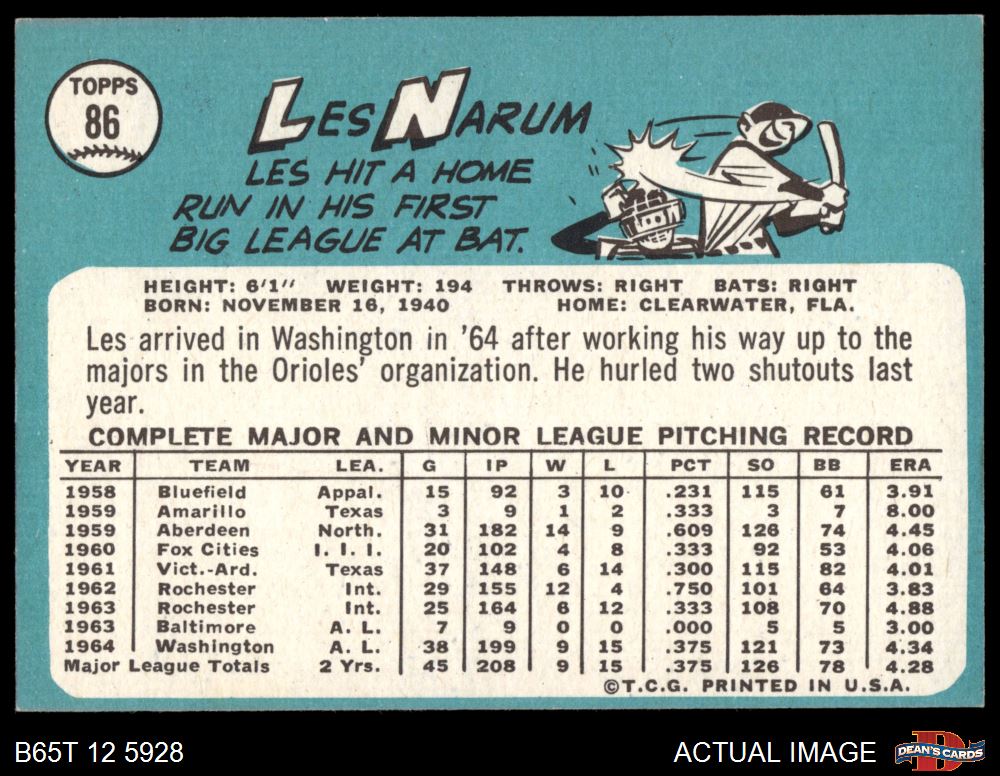 TOPPS
86
LES NARUM
LES HIT A HOME
RUN IN HIS FIRST
BIG LEAGUE AT BAT.
HEIGHT: 6'1" WEIGHT: 194 THROWS: RIGHT BATS: RIGHT
BORN: NOVEMBER 16, 1940 HOME: CLEARWATER, FLA.
Les arrived in Washington in '64 after working his way up to the
majors in the Orioles' organization. He hurled two shutouts last
year.
COMPLETE MAJOR AND MINOR LEAGUE PITCHING RECORD
YEAR TEAM LEA. G IP W L PCT SO BB ERA
1958 Bluefield Appal. 15 92 3 10 .231 115 61 3.91
1959 Amarillo Texas 3 9 1 2 .333 3 7 8.00
1959 Aberdeen North. 31 182 14 9 .609 126 74 4.45
1960 Fox Cities I. I. I. 20 102 4 8 .333 92 53 4.06
1961 Vict.-Ard. Texas 37 148 6 14 .300 115 82 4.01
1962 Rochester Int. 29 155 12 4 .750 101 64 3.83
1963 Rochester Int. 25 164 6 12 .333 108 70 4.88
1963 Baltimore A. L. 7 9 0 0 .000 5 5 3.00
1964 Washington A. L. 38 199 9 15 .375 121 73 4.34
Major League Totals 2 Yrs. 45 208 9 15 .375 126 78 4.28
©T.C.G. PRINTED IN U.S.A.
B65T 12 5928 ACTUAL IMAGE DEAN'S CARDS